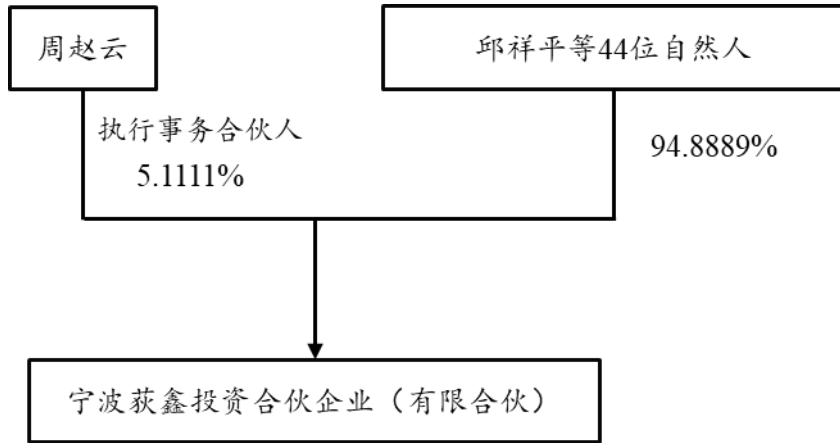 周赵云
邱祥平等44位自然人
执行事务合伙人
5.1111%
94.8889%
宁波荻鑫投资合伙企业（有限合伙）